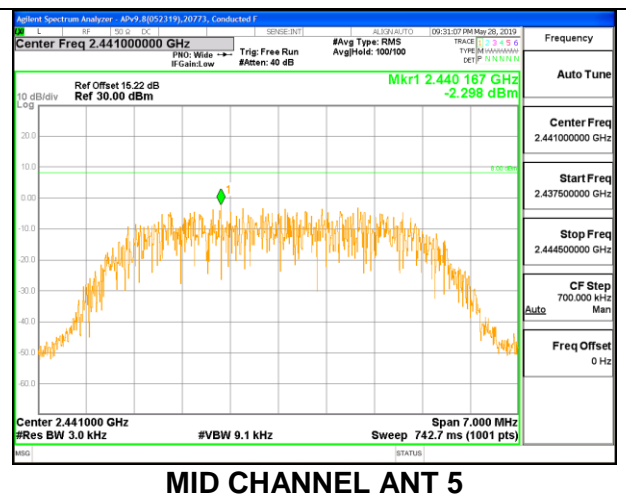 Agilent Spectrum Analyzer - APv9.8(052319),20773, Conducted F
L RF 50 Ω DC SENSE:INT ALIGN AUTO 09:31:07 PM May 28, 2019
Center Freq 2.441000000 GHz
PNO: Wide
IFGain:Low
Trig: Free Run
#Atten: 40 dB
#Avg Type: RMS
Avg|Hold: 100/100
TRACE 1 2 3 4 5 6
TYPE M
DET P N N N N N
Frequency
Auto Tune
Center Freq
2.441000000 GHz
Start Freq
2.437500000 GHz
Stop Freq
2.444500000 GHz
CF Step
700.000 kHz
Auto Man
Freq Offset
0 Hz
Mkr1 2.440 167 GHz
-2.298 dBm
Ref Offset 15.22 dB
10 dB/div Ref 30.00 dBm
Log
20.0
10.0
8.00 dBm
1
0.00
-10.0
-20.0
-30.0
-40.0
-50.0
-60.0
Center 2.441000 GHz Span 7.000 MHz
#Res BW 3.0 kHz #VBW 9.1 kHz Sweep 742.7 ms (1001 pts)
MSG STATUS
MID CHANNEL ANT 5